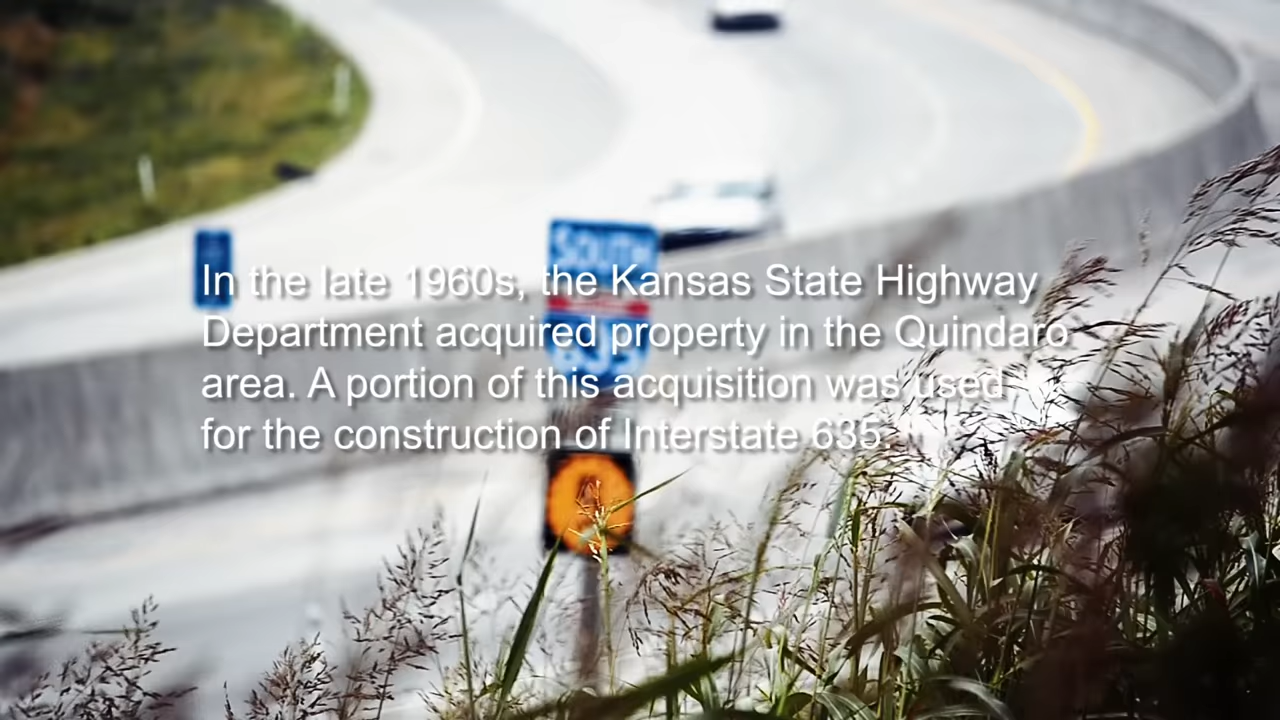 SOUTH
In the late 1960s, the Kansas State Highway
Department acquired property in the Quindaro
area. A portion of this acquisition was used
for the construction of Interstate 635.
635